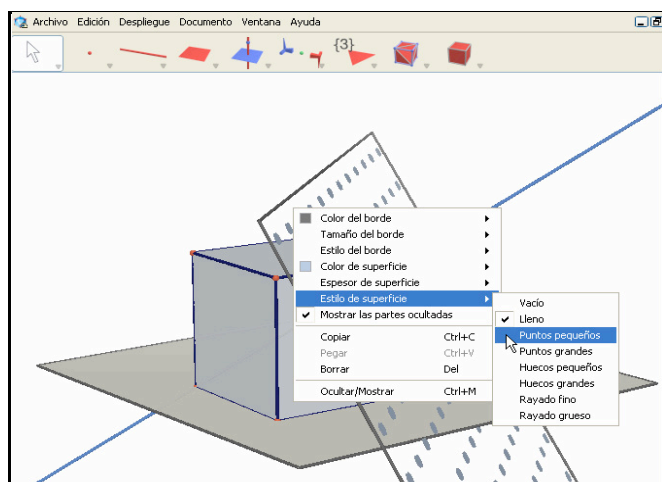 Archivo Edición Despliegue Documento Ventana Ayuda
{3}
Color del borde
Tamaño del borde
Estilo del borde
Color de superficie
Espesor de superficie
Estilo de superficie
Mostrar las partes ocultadas
Copiar Ctrl+C
Pegar Ctrl+V
Borrar Del
Ocultar/Mostrar Ctrl+M
Vacío
Lleno
Puntos pequeños
Puntos grandes
Huecos pequeños
Huecos grandes
Rayado fino
Rayado grueso